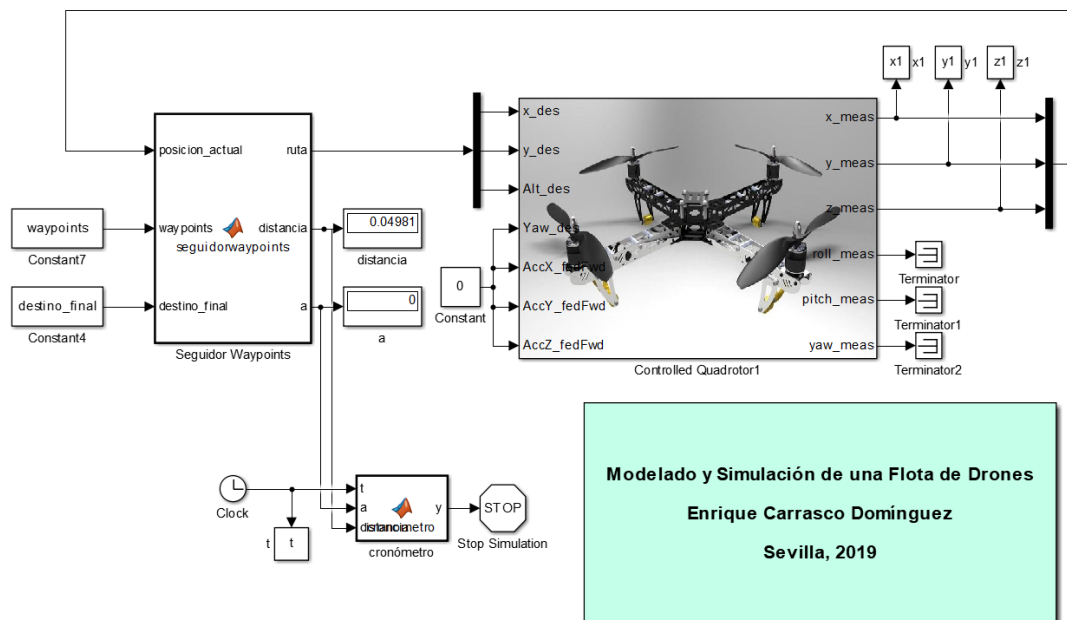 x1
x1
y1
y1
z1
z1
posicion_actual
ruta
x_des
x_meas
y_des
y_meas
Alt_des
z_meas
waypoints
Constant7
waypoints
distancia
seguidorwaypoints
0.04981
distancia
Yaw_des
roll_meas
Terminator
AccX_fedFwd
0
Constant
destino_final
Constant4
destino_final
a
0
a
AccY_fedFwd
pitch_meas
Terminator1
AccZ_fedFwd
yaw_meas
Terminator2
Seguidor Waypoints
Controlled Quadrotor1
Modelado y Simulación de una Flota de Drones
Enrique Carrasco Domínguez
Sevilla, 2019
Clock
t
t
t
a
y
distancia
cronómetro
STOP
Stop Simulation